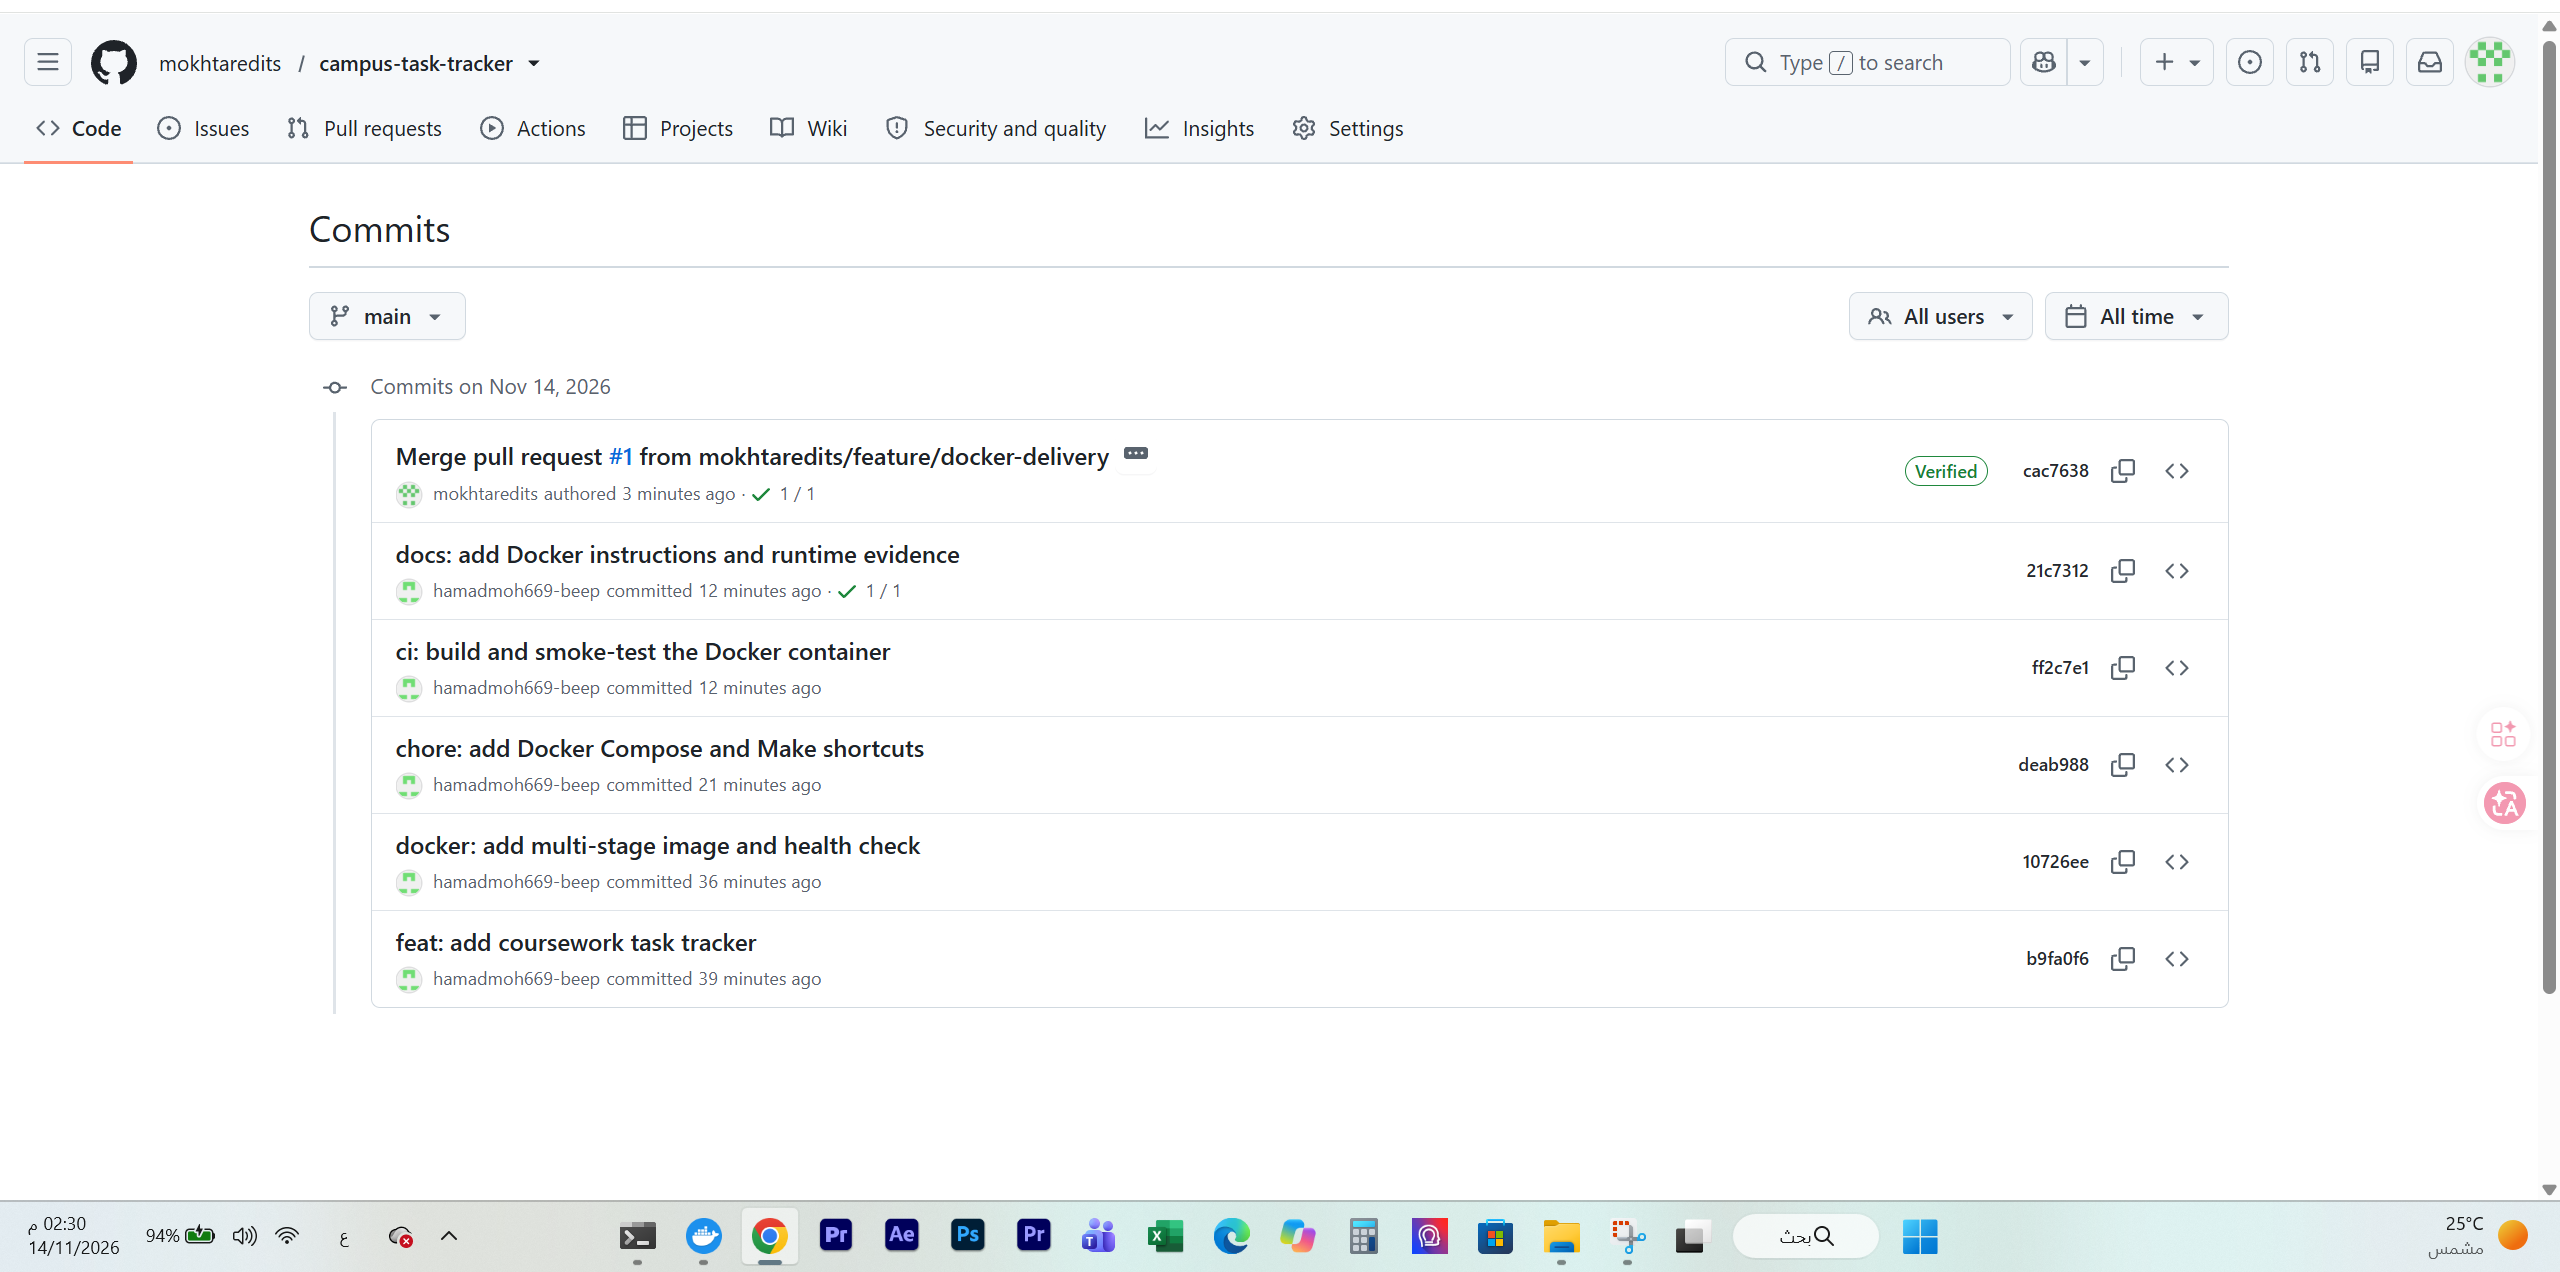 mokhtaredits / campus-task-tracker
Type / to search
Code Issues Pull requests Actions Projects Wiki Security and quality Insights Settings
Commits
main
All users All time
Commits on Nov 14, 2026
Merge pull request #1 from mokhtaredits/feature/docker-delivery
mokhtaredits authored 3 minutes ago · 1 / 1
Verified cac7638
docs: add Docker instructions and runtime evidence
hamadmoh669-beep committed 12 minutes ago · 1 / 1
21c7312
ci: build and smoke-test the Docker container
hamadmoh669-beep committed 12 minutes ago
ff2c7e1
chore: add Docker Compose and Make shortcuts
hamadmoh669-beep committed 21 minutes ago
deab988
docker: add multi-stage image and health check
hamadmoh669-beep committed 36 minutes ago
10726ee
feat: add coursework task tracker
hamadmoh669-beep committed 39 minutes ago
b9fa0f6
02:30 م
14/11/2026
94%
ع
Pr Ae Ps Pr
بحث
25°C
مشمس